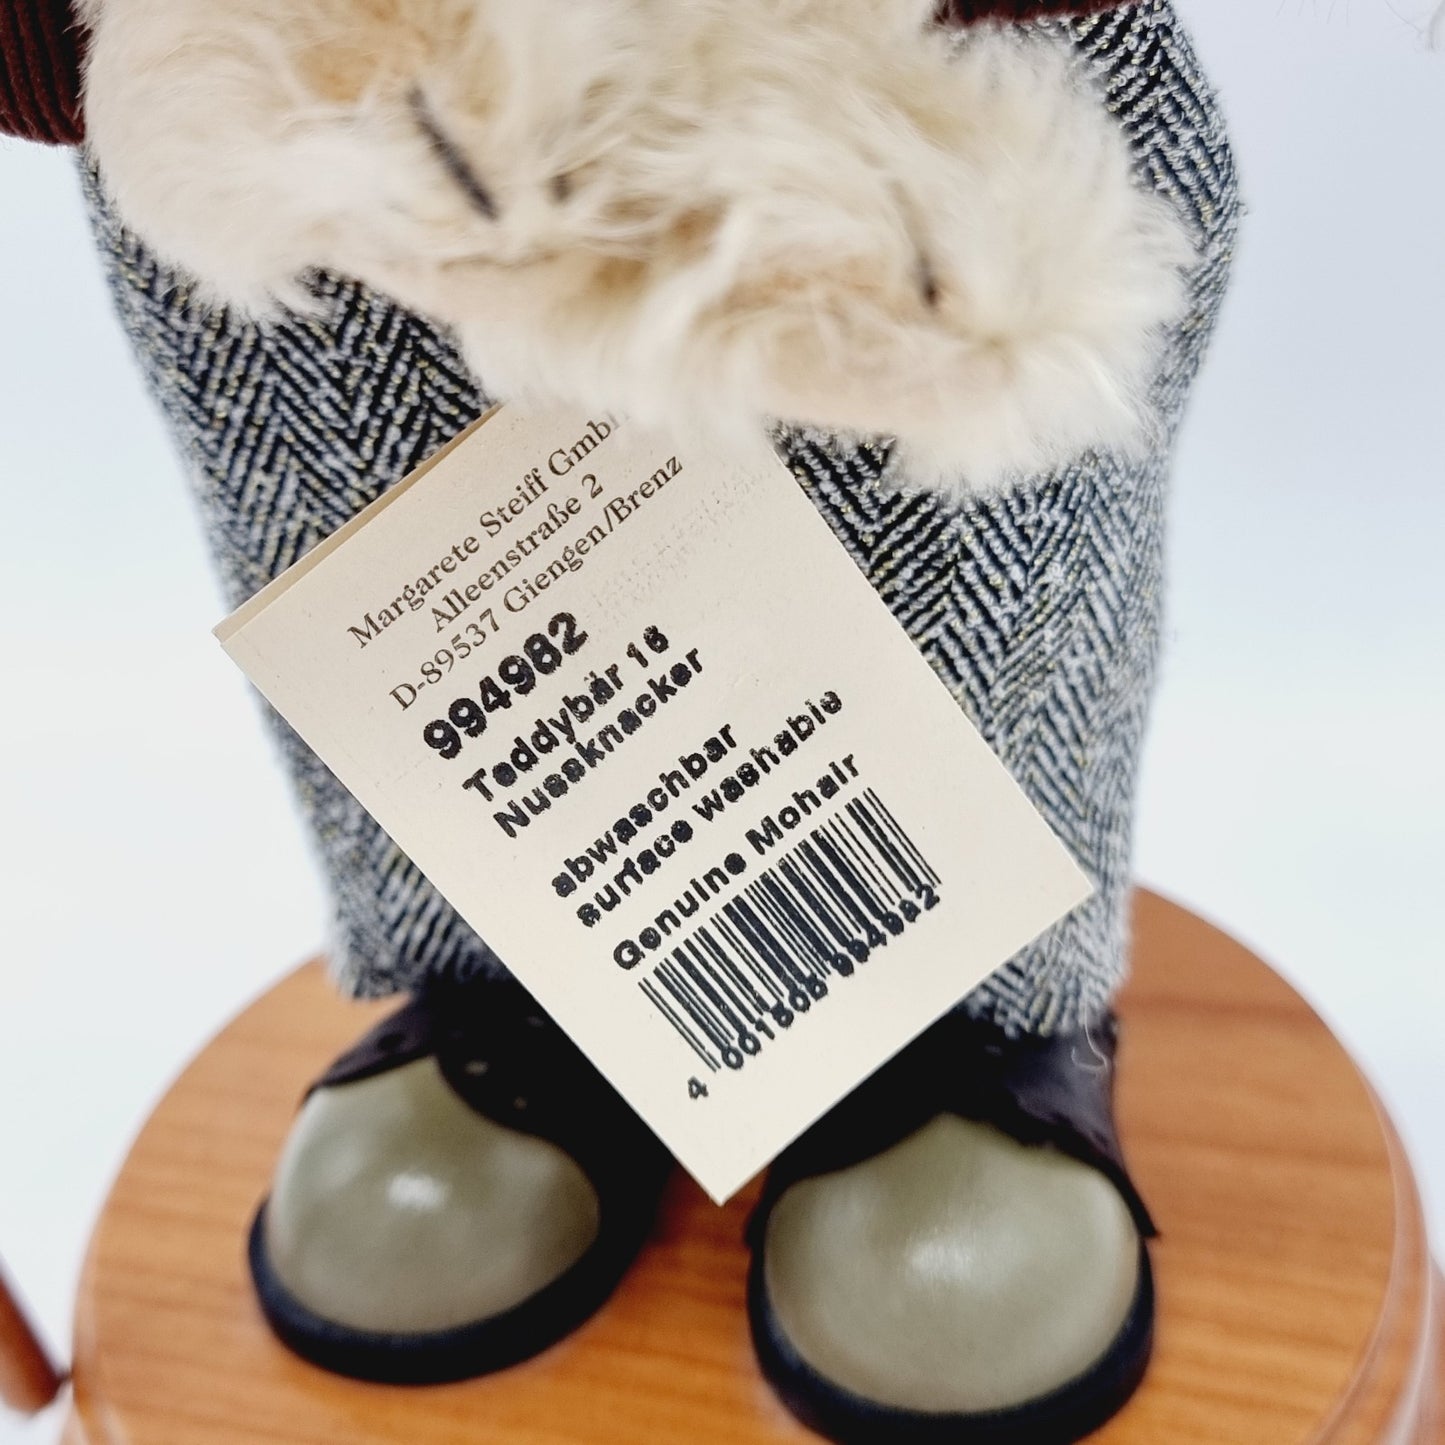 Margarete Steiff GmbH
Alleenstraße 2
D-89537 Giengen/Brenz
994982
Teddybär 16
Nussknacker
abwaschbar
surface washable
Genuine Mohair
4 001505 994982